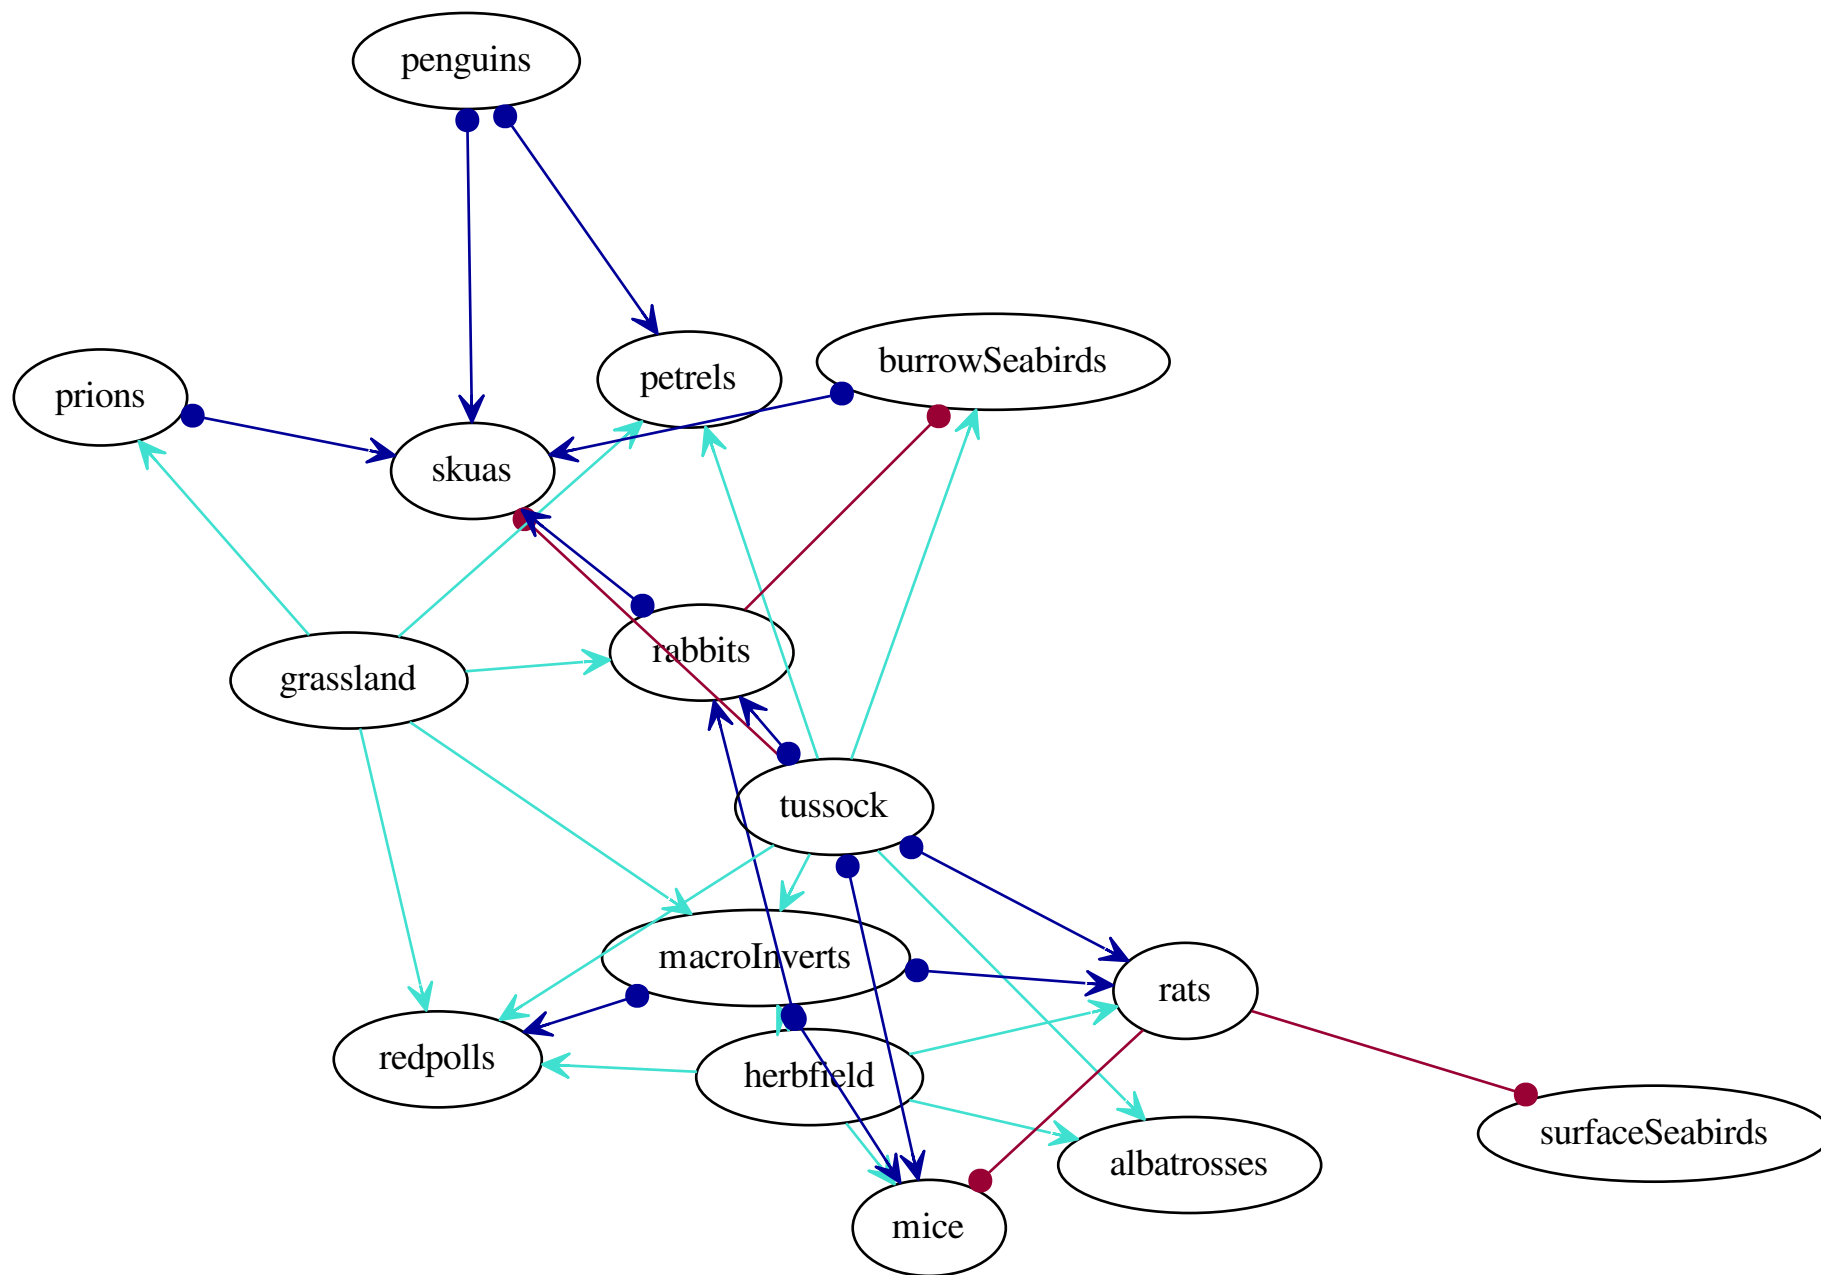 penguins
burrowSeabirds
petrels
prions
skuas
rabbits
grassland
tussock
macroInverts
rats
redpolls
herbfield
surfaceSeabirds
albatrosses
mice